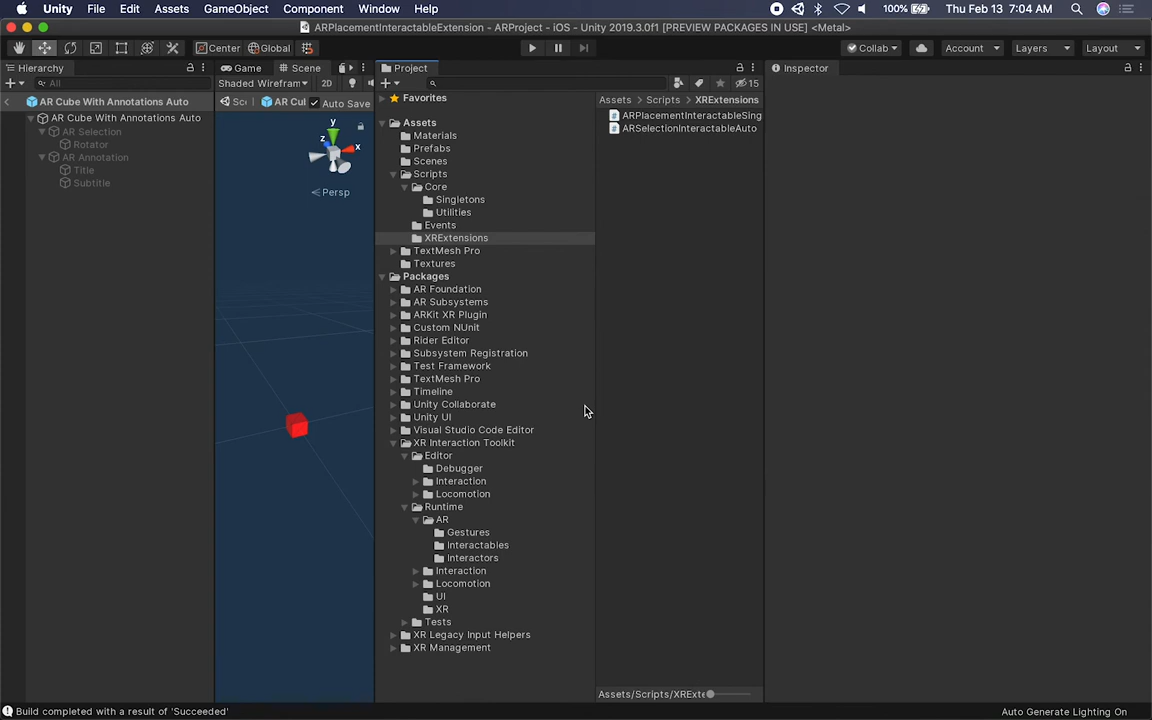 Unity File Edit Assets GameObject Component Window Help 100% Thu Feb 13 7:04 AM
ARPlacementInteractableExtension - ARProject - iOS - Unity 2019.3.0f1 [PREVIEW PACKAGES IN USE] <Metal>
Center Global Collab Account Layers Layout
Hierarchy
All
AR Cube With Annotations Auto
AR Cube With Annotations Auto
AR Selection
Rotator
AR Annotation
Title
Subtitle
Game Scene
Shaded Wirefram 2D
Sce AR Cul Auto Save
y
z
x
Persp
Project
15
Favorites
Assets
Materials
Prefabs
Scenes
Scripts
Core
Singletons
Utilities
Events
XRExtensions
TextMesh Pro
Textures
Packages
AR Foundation
AR Subsystems
ARKit XR Plugin
Custom NUnit
Rider Editor
Subsystem Registration
Test Framework
TextMesh Pro
Timeline
Unity Collaborate
Unity UI
Visual Studio Code Editor
XR Interaction Toolkit
Editor
Debugger
Interaction
Locomotion
Runtime
AR
Gestures
Interactables
Interactors
Interaction
Locomotion
UI
XR
Tests
XR Legacy Input Helpers
XR Management
Assets Scripts XRExtensions
ARPlacementInteractableSing
ARSelectionInteractableAuto
Assets/Scripts/XRExte
Inspector
Build completed with a result of 'Succeeded' Auto Generate Lighting On